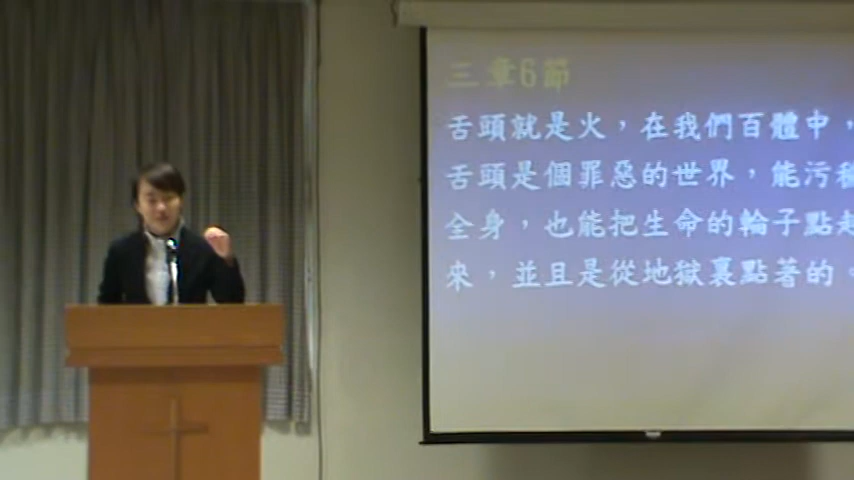 三章6節
舌頭就是火，在我們百體中，
舌頭是個罪惡的世界，能污穢
全身，也能把生命的輪子點起
來，並且是從地獄裏點著的。